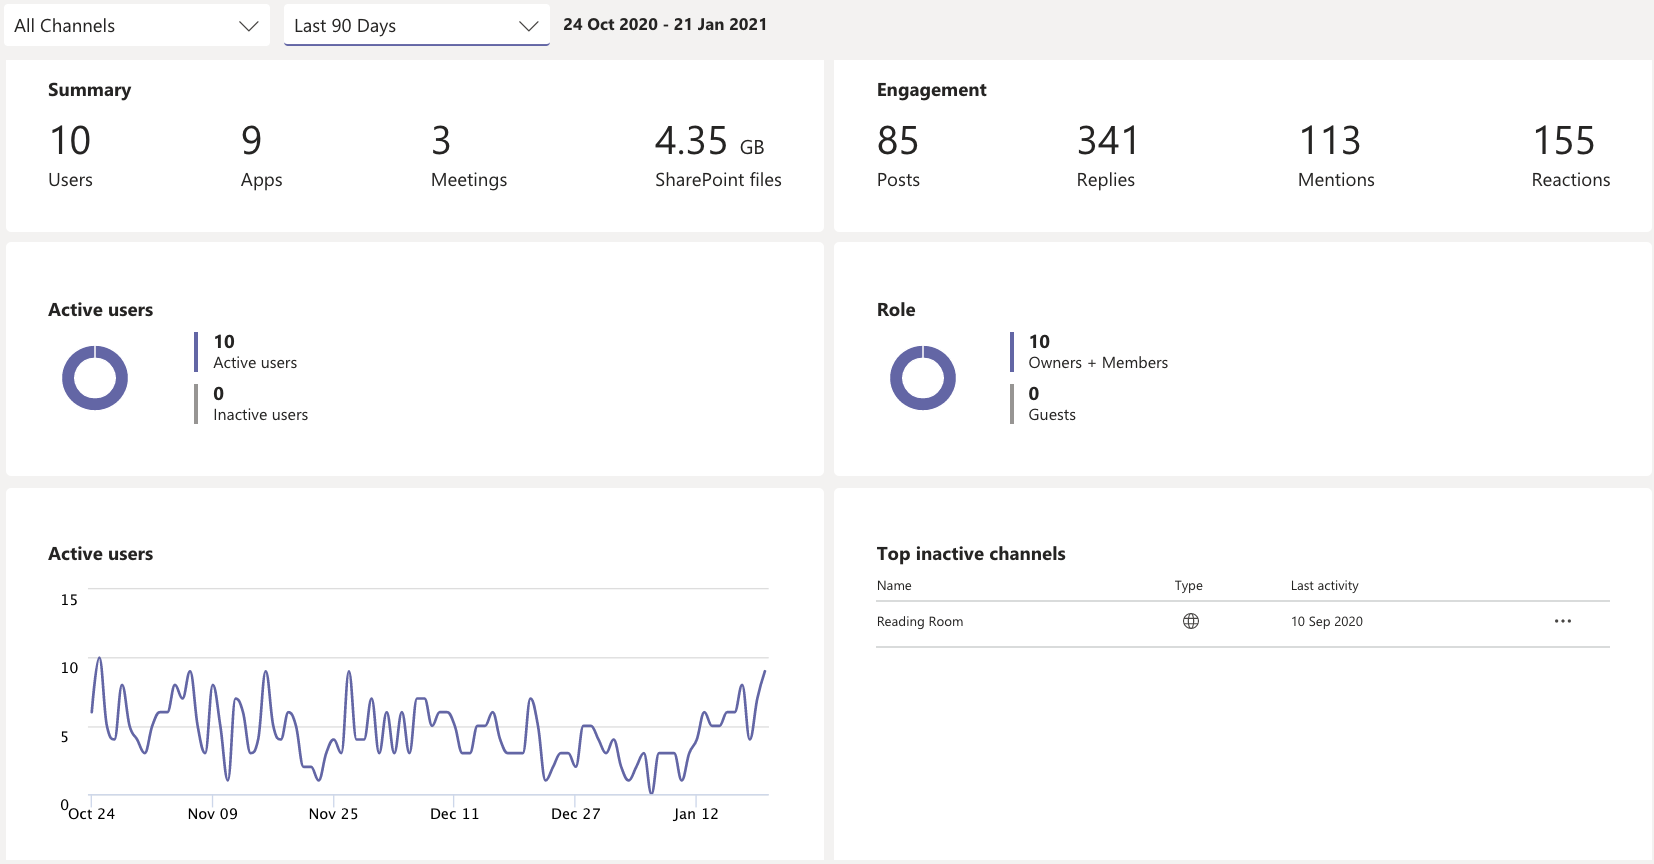 All Channels
Last 90 Days
24 Oct 2020 - 21 Jan 2021
Summary
10
9
3
4.35 GB
Users
Apps
Meetings
SharePoint files
Engagement
85
341
113
155
Posts
Replies
Mentions
Reactions
Active users
10
Active users
0
Inactive users
Role
10
Owners + Members
0
Guests
Active users
15
10
5
0
Oct 24
Nov 09
Nov 25
Dec 11
Dec 27
Jan 12
Top inactive channels
Name Type Last activity
Reading Room 10 Sep 2020